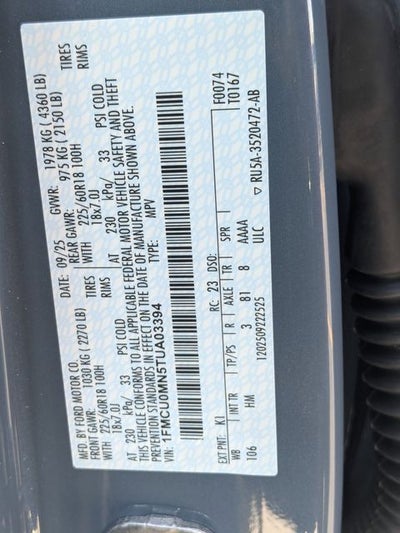 MFD. BY FORD MOTOR CO.
DATE: 09/25 GVWR: 1978 KG ( 4360 LB)
FRONT GAWR: 1030 KG ( 2270 LB) REAR GAWR: 975 KG ( 2150 LB)
WITH 225/60R18 100H TIRES WITH 225/60R18 100H TIRES
18x7.0J 18x7.0J RIMS
AT 230 kPa/ 33 PSI COLD AT 230 kPa/ 33 PSI COLD
THIS VEHICLE CONFORMS TO ALL APPLICABLE FEDERAL MOTOR VEHICLE SAFETY AND THEFT
PREVENTION STANDARDS IN EFFECT ON THE DATE OF MANUFACTURE SHOWN ABOVE.
VIN: 1FMCU0MN5TUA03394
TYPE: MPV
F0074
T0167
EXT PNT: K1 RC: 23 DSO:
WB INT TR TP/PS R AXLE TR SPR
106 HM 3 81 8 AAAA
ULC
1202509222525
▽ RU5A-3520472-AB